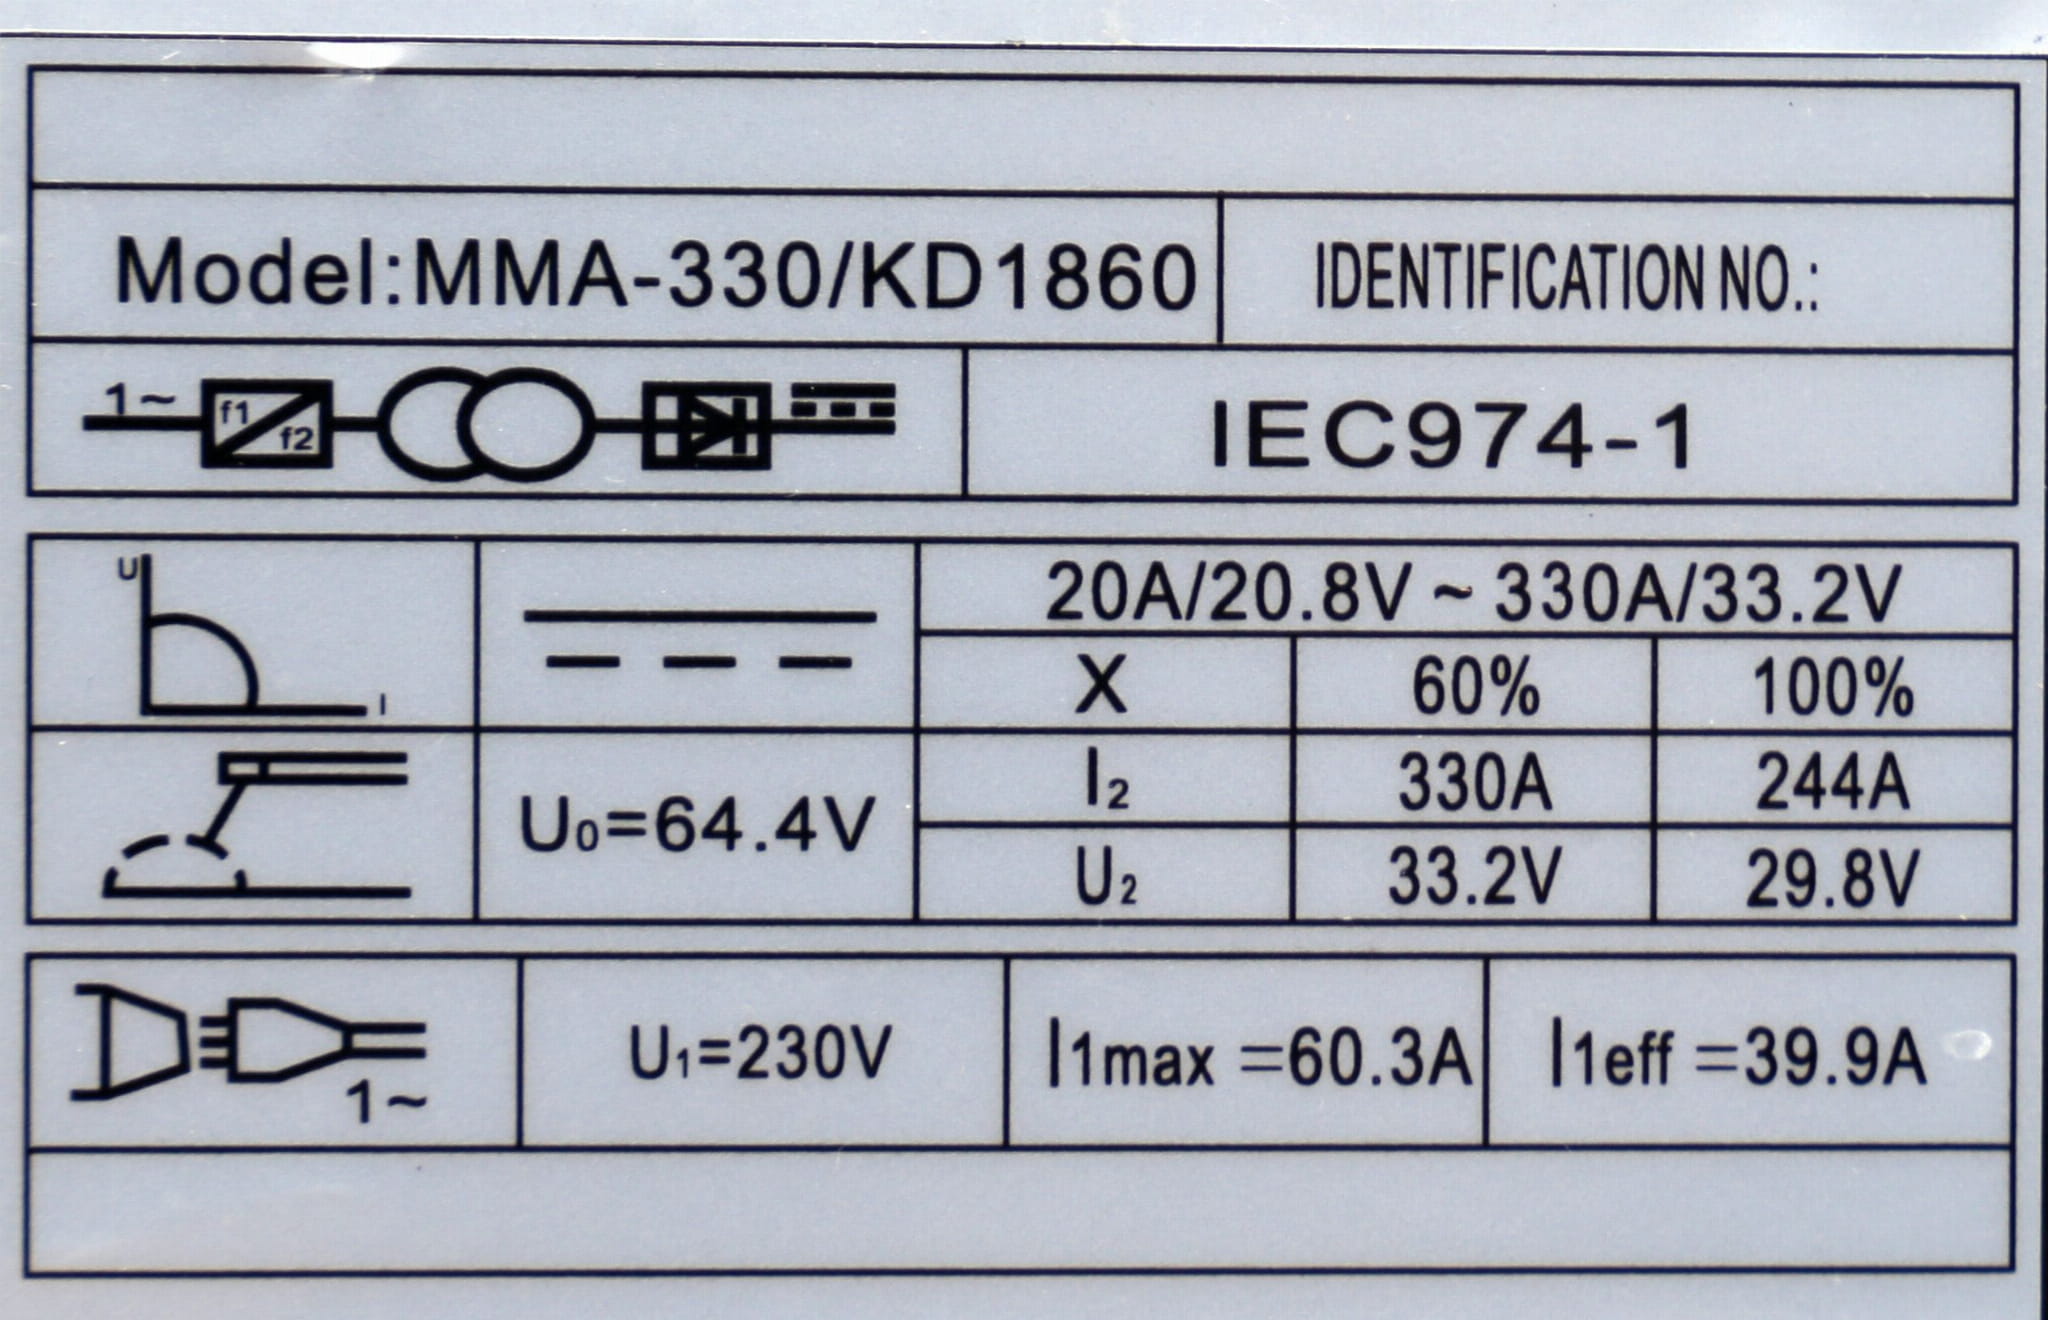 Model:MMA-330/KD1860
IDENTIFICATION NO.:
1~
f1
f2
IEC974-1
U
I
20A/20.8V ~ 330A/33.2V
X 60% 100%
I2 330A 244A
U0=64.4V
U2 33.2V 29.8V
1~
U1=230V
I1max =60.3A
I1eff =39.9A